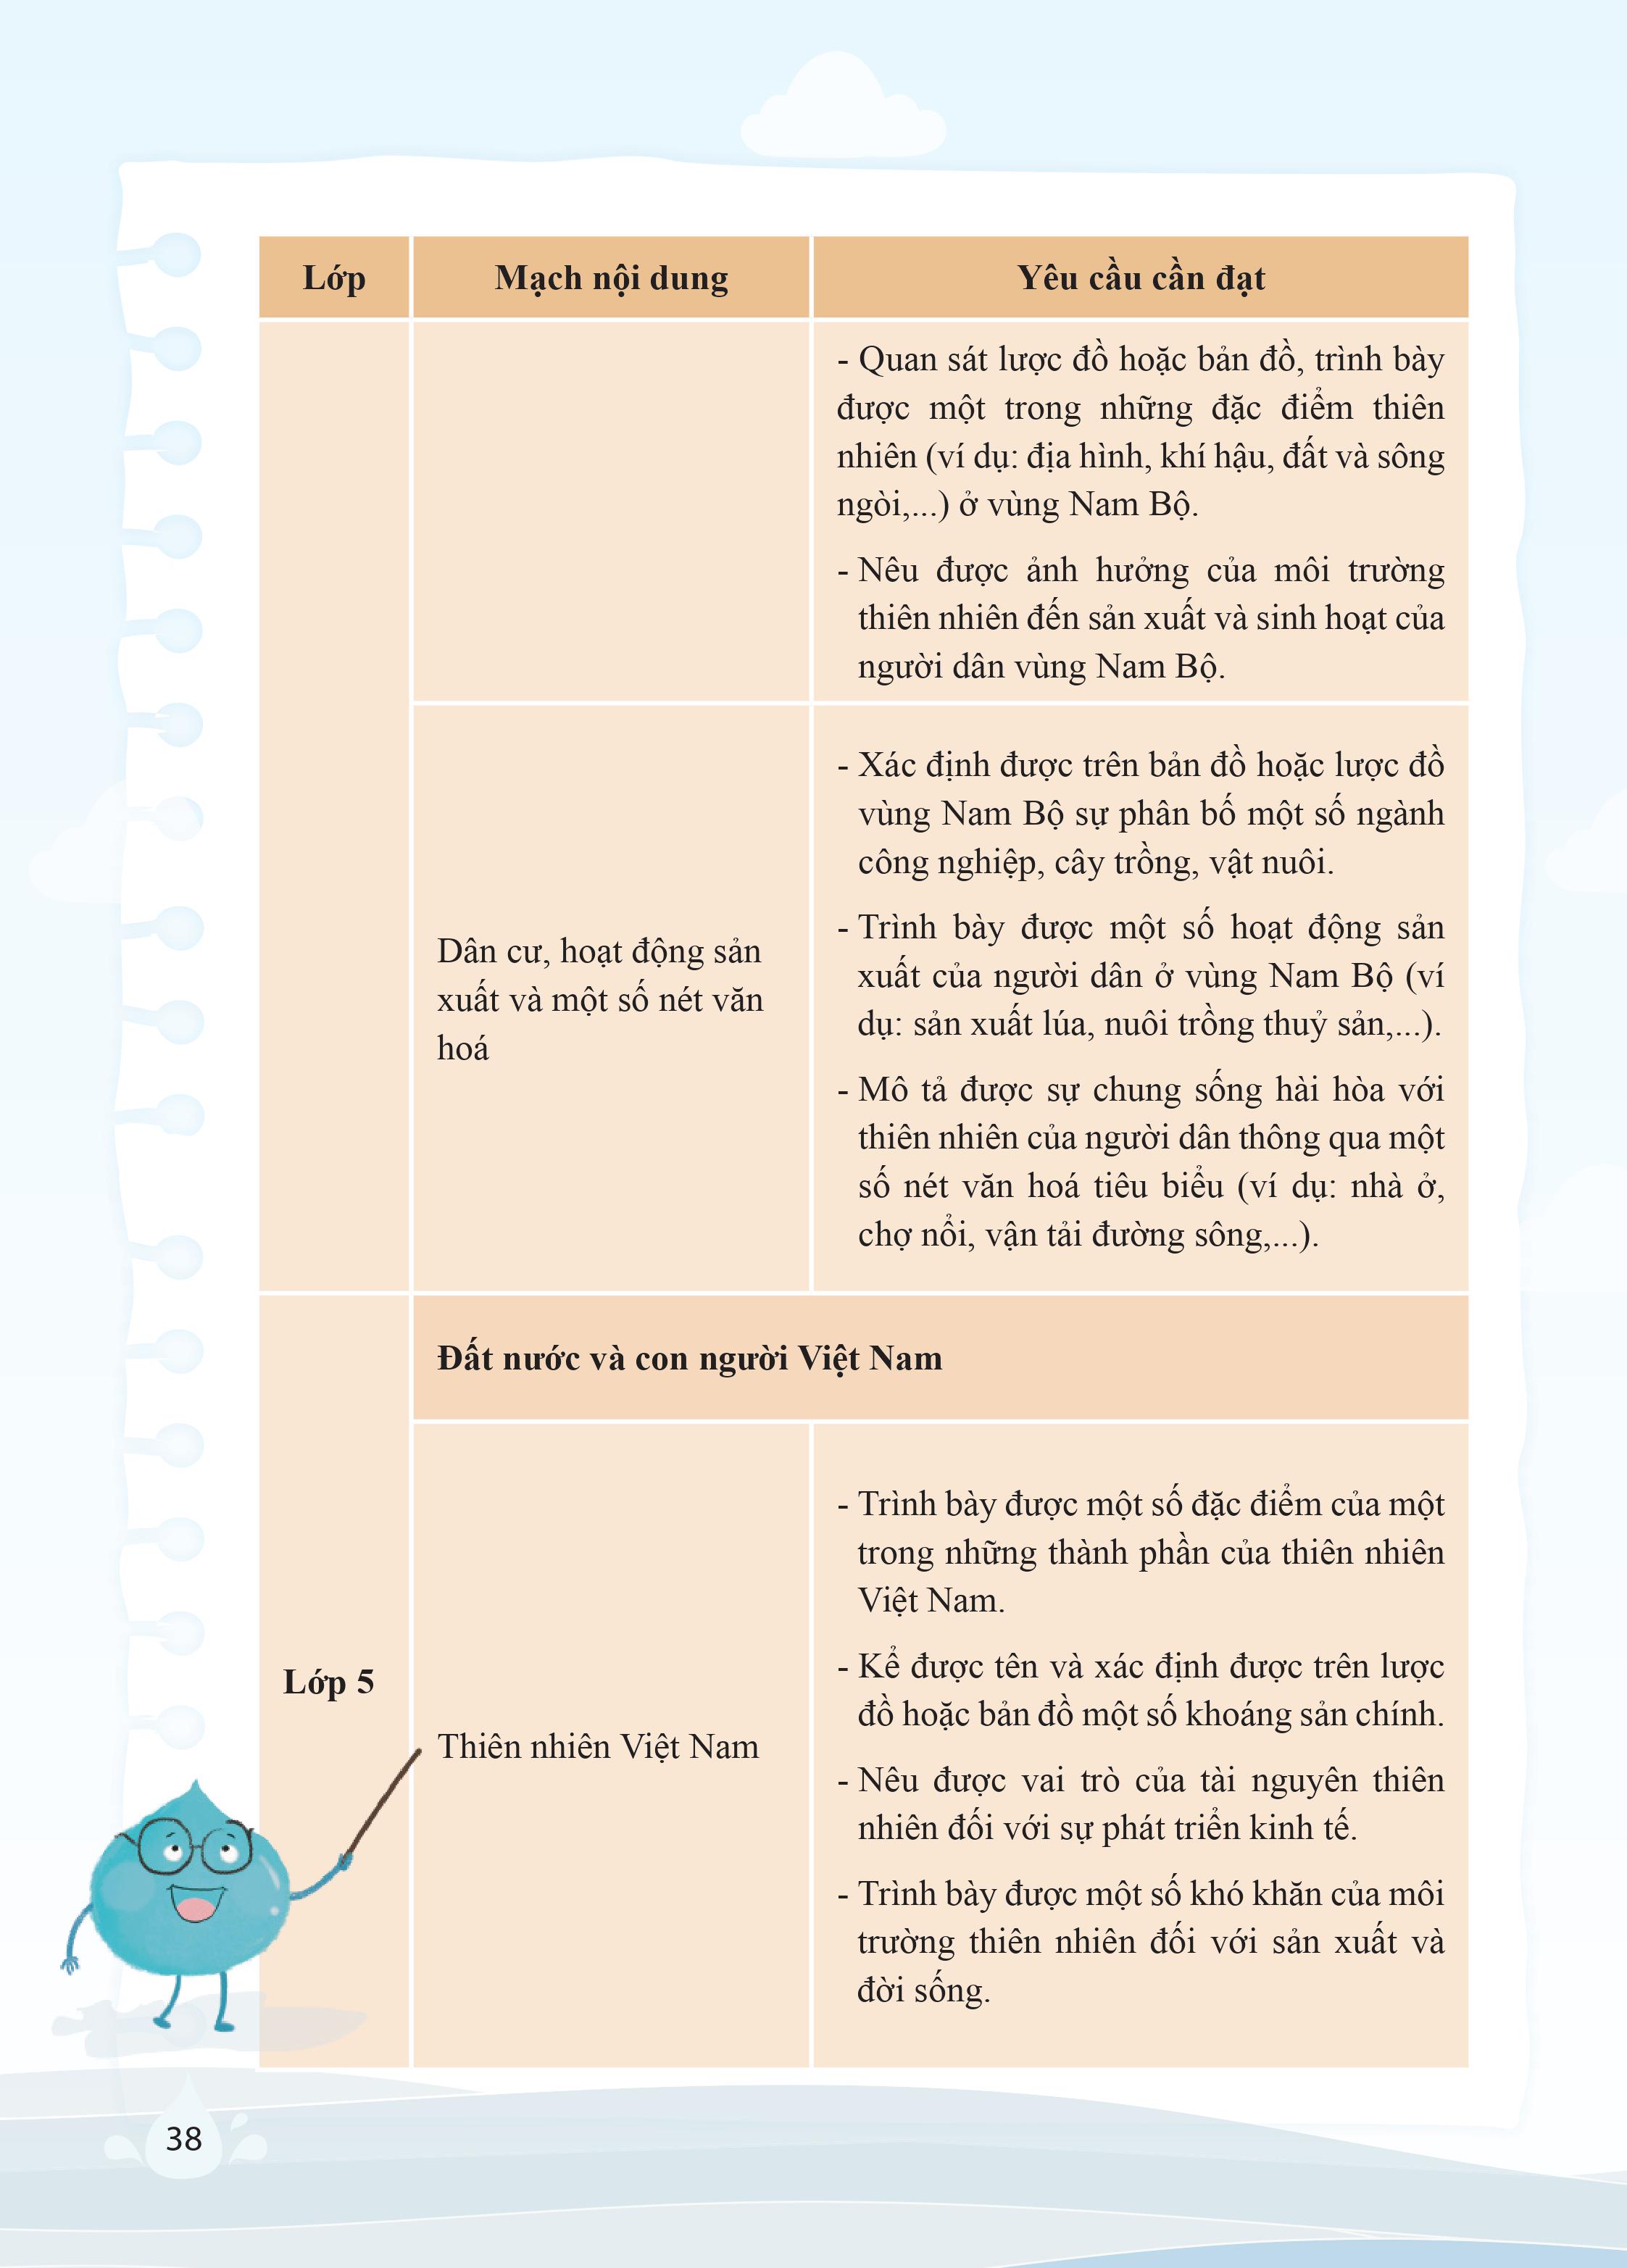 Lớp
Mạch nội dung
Yêu cầu cần đạt
- Quan sát lược đồ hoặc bản đồ, trình bày
được một trong những đặc điểm thiên
nhiên (ví dụ: địa hình, khí hậu, đất và sông
ngòi,...) ở vùng Nam Bộ.
- Nêu được ảnh hưởng của môi trường
thiên nhiên đến sản xuất và sinh hoạt của
người dân vùng Nam Bộ.
Dân cư, hoạt động sản
xuất và một số nét văn
hoá
- Xác định được trên bản đồ hoặc lược đồ
vùng Nam Bộ sự phân bố một số ngành
công nghiệp, cây trồng, vật nuôi.
- Trình bày được một số hoạt động sản
xuất của người dân ở vùng Nam Bộ (ví
dụ: sản xuất lúa, nuôi trồng thuỷ sản,...).
- Mô tả được sự chung sống hài hòa với
thiên nhiên của người dân thông qua một
số nét văn hoá tiêu biểu (ví dụ: nhà ở,
chợ nổi, vận tải đường sông,...).
Lớp 5
Đất nước và con người Việt Nam
Thiên nhiên Việt Nam
- Trình bày được một số đặc điểm của một
trong những thành phần của thiên nhiên
Việt Nam.
- Kể được tên và xác định được trên lược
đồ hoặc bản đồ một số khoáng sản chính.
- Nêu được vai trò của tài nguyên thiên
nhiên đối với sự phát triển kinh tế.
- Trình bày được một số khó khăn của môi
trường thiên nhiên đối với sản xuất và
đời sống.
38